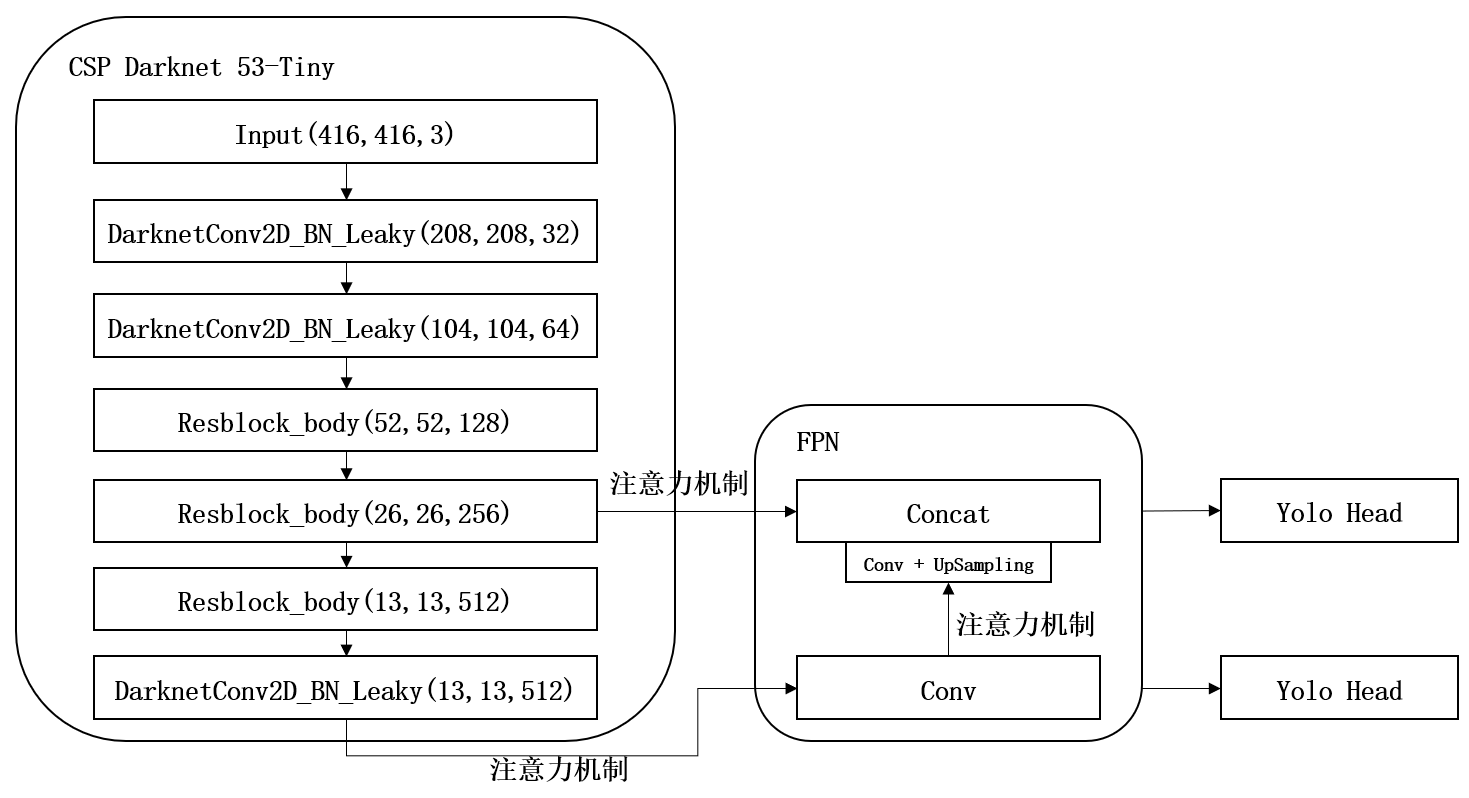 CSP Darknet 53-Tiny
Input(416,416,3)
DarknetConv2D_BN_Leaky(208,208,32)
DarknetConv2D_BN_Leaky(104,104,64)
Resblock_body(52,52,128)
Resblock_body(26,26,256)
Resblock_body(13,13,512)
DarknetConv2D_BN_Leaky(13,13,512)
注意力机制
注意力机制
FPN
Concat
Conv + UpSampling
注意力机制
Conv
Yolo Head
Yolo Head